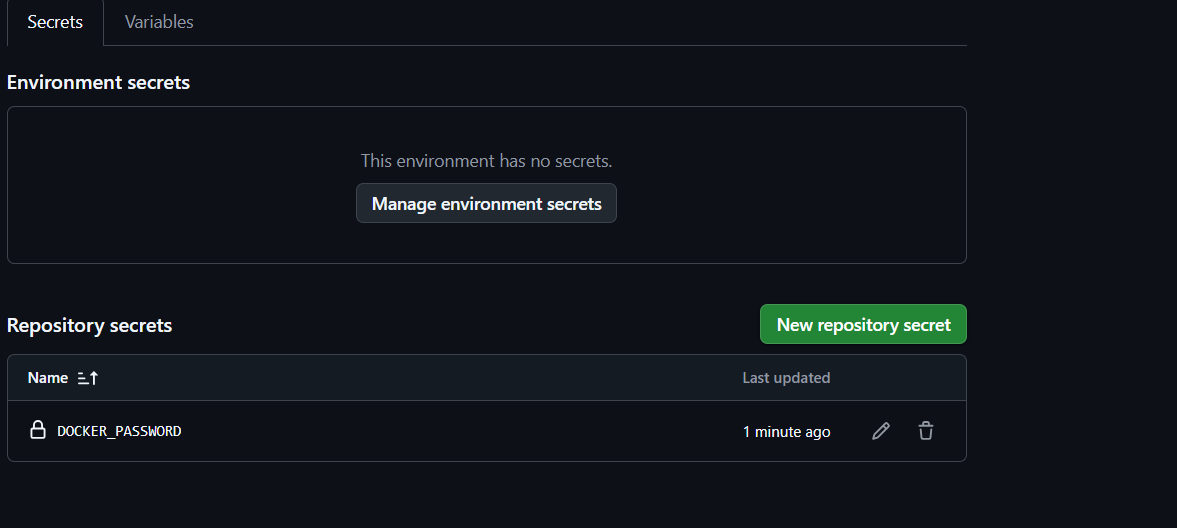 Secrets Variables
Environment secrets
This environment has no secrets.
Manage environment secrets
Repository secrets New repository secret
Name Last updated
DOCKER_PASSWORD 1 minute ago